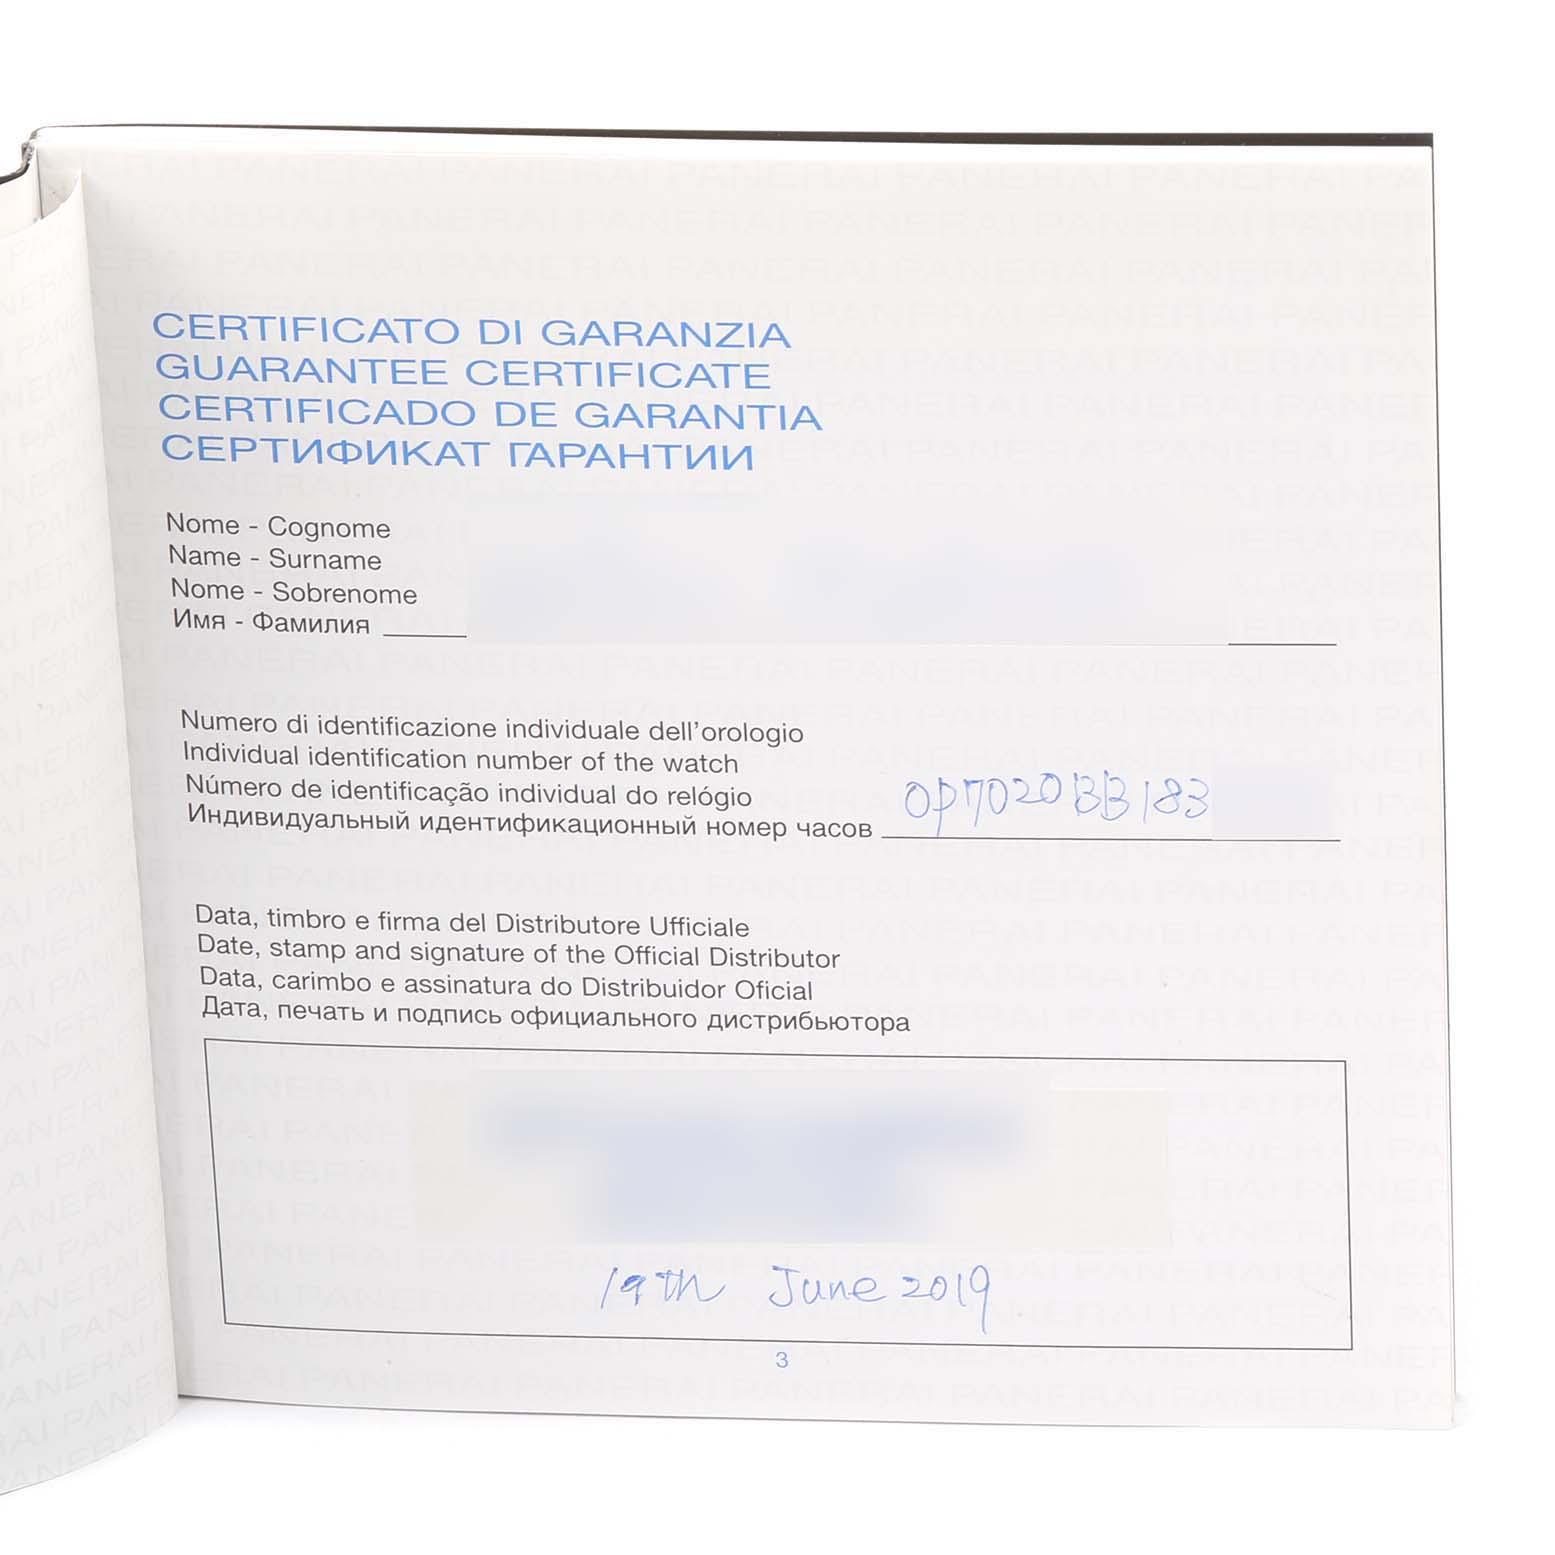 CERTIFICATO DI GARANZIA
GUARANTEE CERTIFICATE
CERTIFICADO DE GARANTIA
СЕРТИФИКАТ ГАРАНТИИ
Nome - Cognome
Name - Surname
Nome - Sobrenome
Имя - Фамилия
Numero di identificazione individuale dell'orologio
Individual identification number of the watch
Número de identificação individual do relógio
Индивидуальный идентификационный номер часов OP7020BB183
Data, timbro e firma del Distributore Ufficiale
Date, stamp and signature of the Official Distributor
Data, carimbo e assinatura do Distribuidor Oficial
Дата, печать и подпись официального дистрибьютора
19th June 2019
3